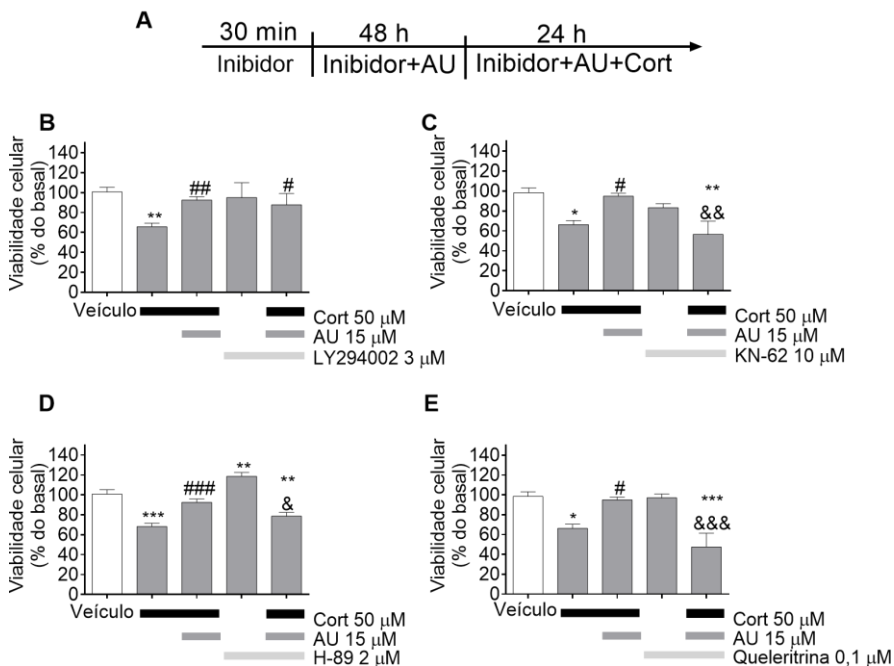 A
30 min
48 h
24 h
Inibidor
Inibidor+AU
Inibidor+AU+Cort
B
Viabilidade celular
(% do basal)
140
120
100
80
60
40
20
0
**
##
#
Veículo
Cort 50 μM
AU 15 μM
LY294002 3 μM
C
Viabilidade celular
(% do basal)
140
120
100
80
60
40
20
0
*
#
**
&&
Veículo
Cort 50 μM
AU 15 μM
KN-62 10 μM
D
Viabilidade celular
(% do basal)
140
120
100
80
60
40
20
0
***
###
**
**
&
Veículo
Cort 50 μM
AU 15 μM
H-89 2 μM
E
Viabilidade celular
(% do basal)
140
120
100
80
60
40
20
0
*
#
***
&&&
Veículo
Cort 50 μM
AU 15 μM
Queleritrina 0,1 μM